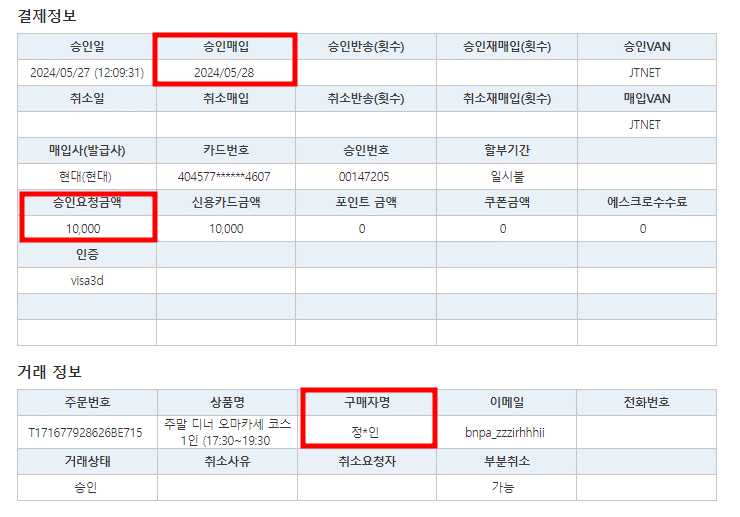 결제정보
승인일 승인매입 승인반송(횟수) 승인재매입(횟수) 승인VAN
2024/05/27 (12:09:31) 2024/05/28 JTNET
취소일 취소매입 취소반송(횟수) 취소재매입(횟수) 매입VAN
JTNET
매입사(발급사) 카드번호 승인번호 할부기간
현대(현대) 404577******4607 00147205 일시불
승인요청금액 신용카드금액 포인트 금액 쿠폰금액 에스크로수수료
10,000 10,000 0 0 0
인증
visa3d
거래 정보
주문번호 상품명 구매자명 이메일 전화번호
T171677928626BE715 주말 디너 오마카세 코스 정*인 bnpa_zzzirhhhii
1인 (17:30~19:30
거래상태 취소사유 취소요청자 부분취소
승인 가능